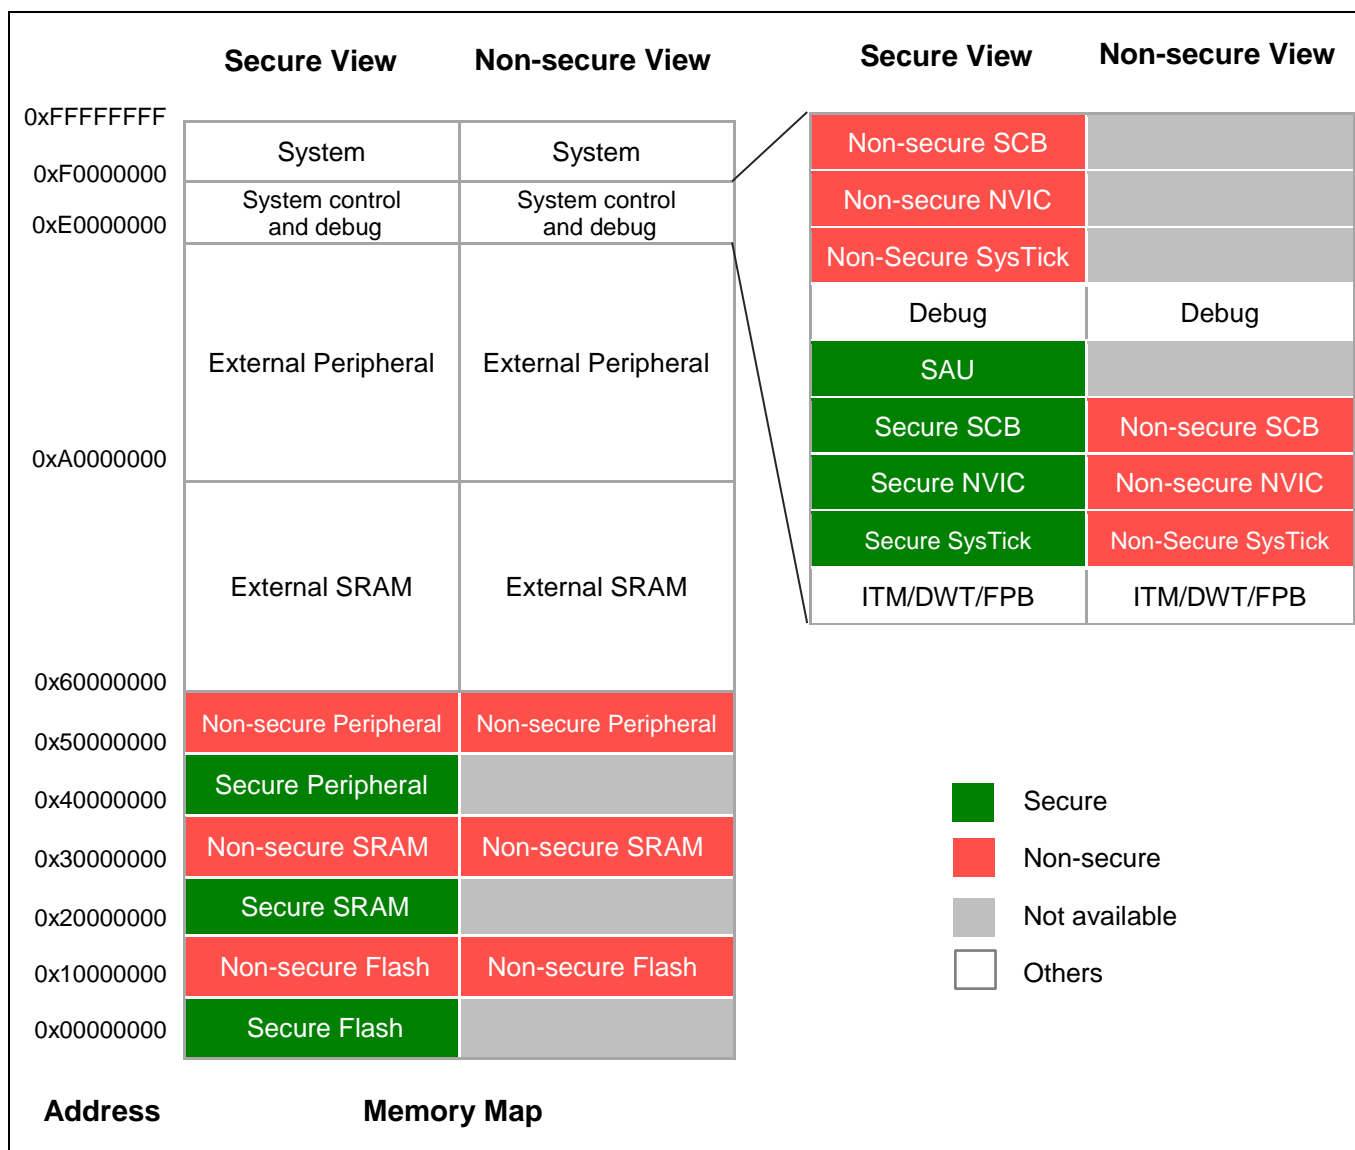 Secure View Non-secure View
0xFFFFFFFF
System System
0xF0000000
System control and debug System control and debug
0xE0000000
External Peripheral External Peripheral
0xA0000000
External SRAM External SRAM
0x60000000
Non-secure Peripheral Non-secure Peripheral
0x50000000
Secure Peripheral
0x40000000
Non-secure SRAM Non-secure SRAM
0x30000000
Secure SRAM
0x20000000
Non-secure Flash Non-secure Flash
0x10000000
Secure Flash
0x00000000
Address Memory Map
Secure View Non-secure View
Non-secure SCB
Non-secure NVIC
Non-Secure SysTick
Debug Debug
SAU
Secure SCB Non-secure SCB
Secure NVIC Non-secure NVIC
Secure SysTick Non-Secure SysTick
ITM/DWT/FPB ITM/DWT/FPB
Secure
Non-secure
Not available
Others